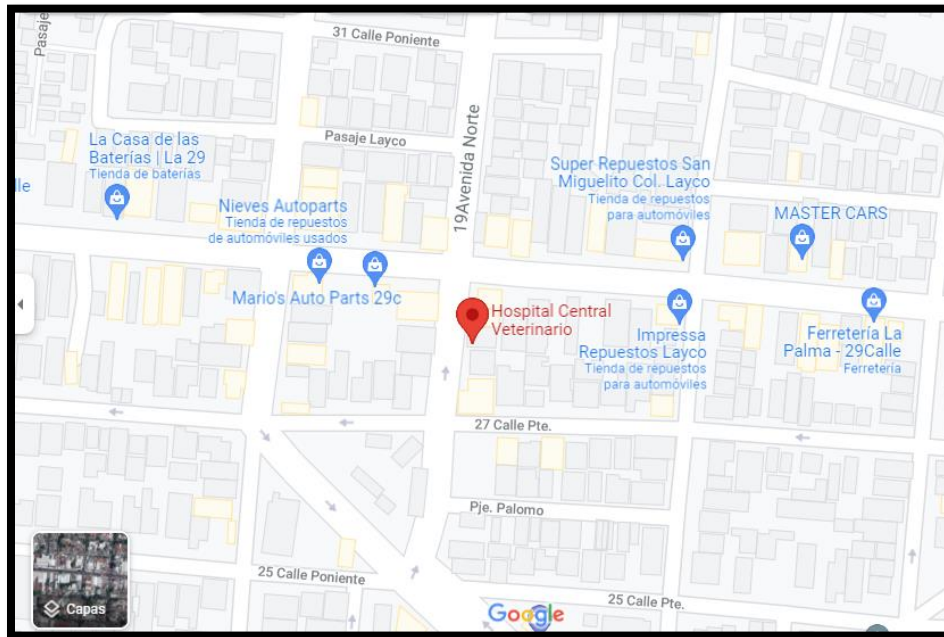 31 Calle Poniente
Pasaje
Pasaje Layco
19Avenida Norte
La Casa de las
Baterías | La 29
Tienda de baterías
lle
Nieves Autoparts
Tienda de repuestos
de automóviles usados
Super Repuestos San
Miguelito Col. Layco
Tienda de repuestos
para automóviles
MASTER CARS
Mario's Auto Parts 29c
Hospital Central
Veterinario
Impressa
Repuestos Layco
Tienda de repuestos
para automóviles
Ferretería La
Palma - 29Calle
Ferretería
27 Calle Pte.
Pje. Palomo
25 Calle Poniente
25 Calle Pte.
Capas
Google